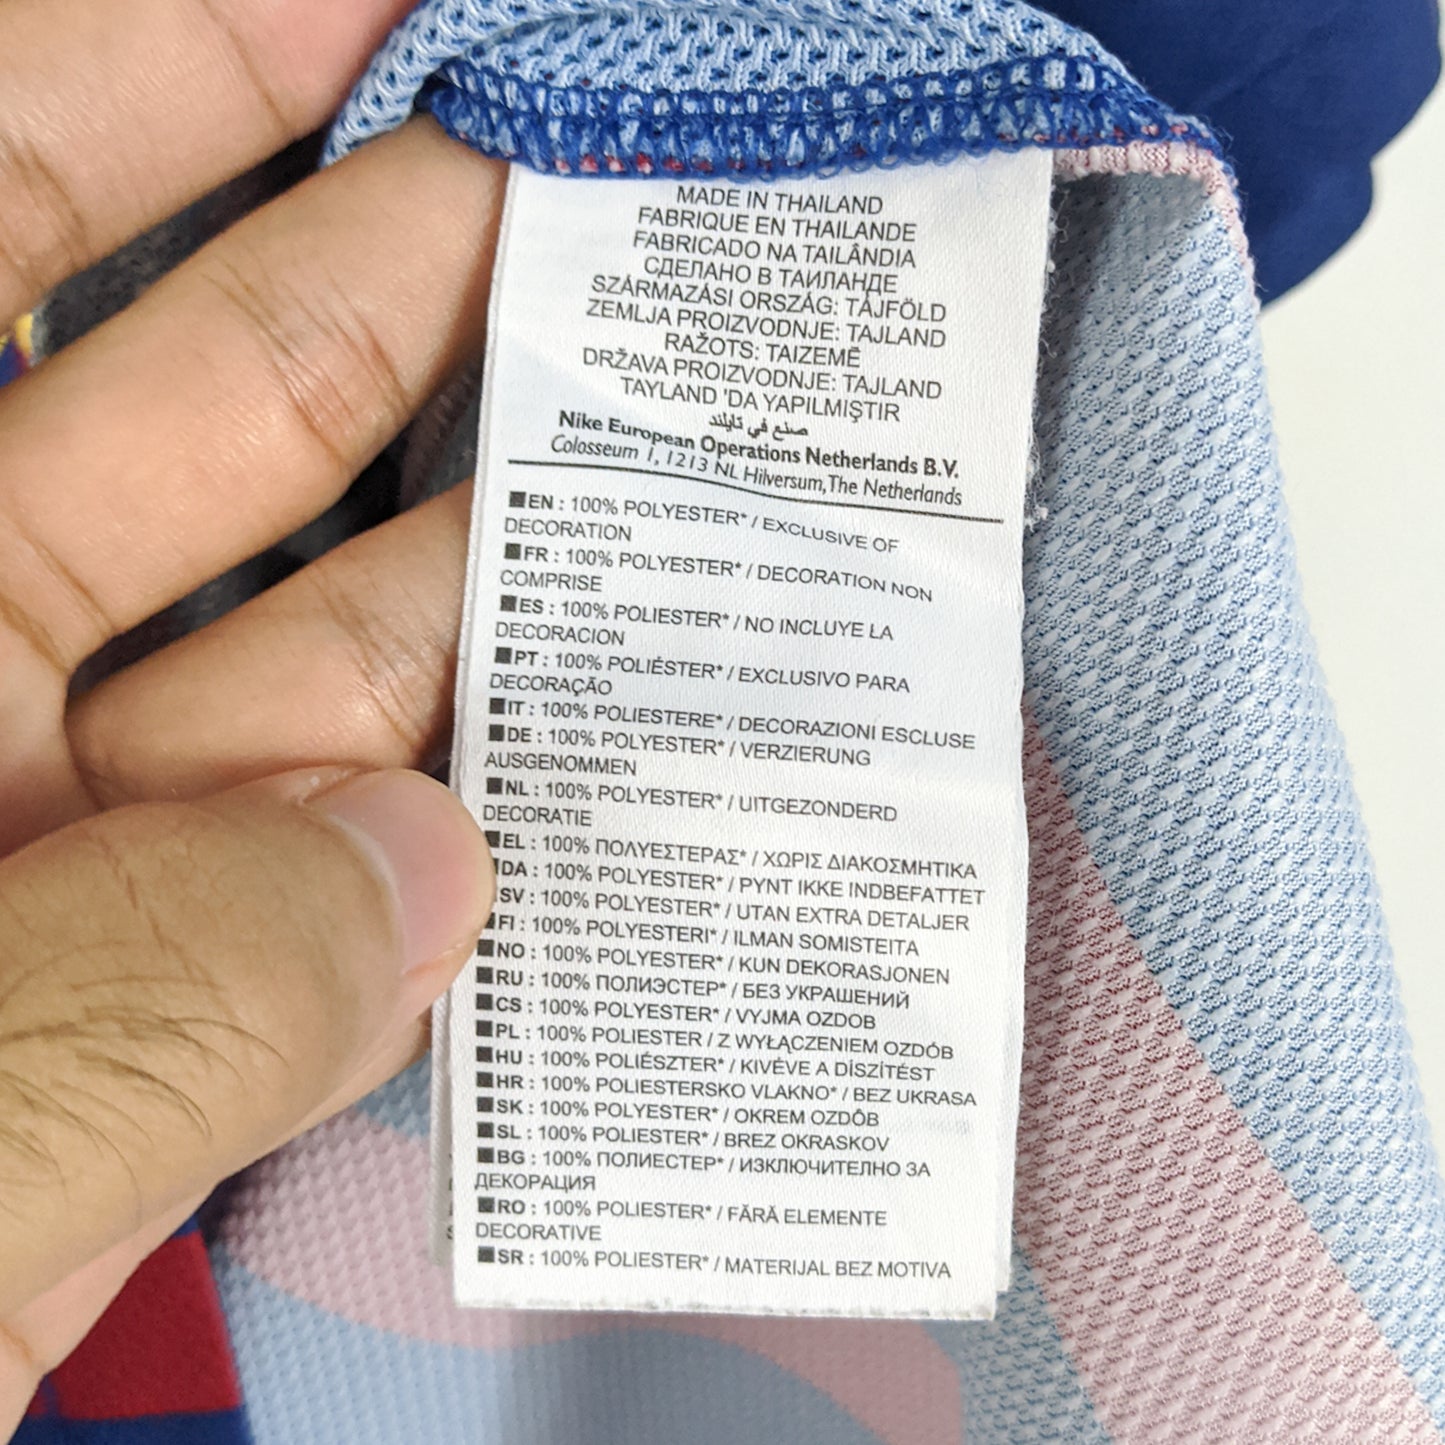 MADE IN THAILAND
FABRIQUE EN THAILANDE
FABRICADO NA TAILÂNDIA
СДЕЛАНО В ТАИЛАНДЕ
SZÁRMAZÁSI ORSZÁG: TÁJFÖLD
ZEMLJA PROIZVODNJE: TAJLAND
RAŽOTS: TAIZEMĒ
DRŽAVA PROIZVODNJE: TAJLAND
TAYLAND 'DA YAPILMIŞTIR
صنع في تايلند
Nike European Operations Netherlands B.V.
Colosseum 1, 1213 NL Hilversum, The Netherlands
EN : 100% POLYESTER* / EXCLUSIVE OF
DECORATION
FR : 100% POLYESTER* / DECORATION NON
COMPRISE
ES : 100% POLIESTER* / NO INCLUYE LA
DECORACION
PT : 100% POLIÉSTER* / EXCLUSIVO PARA
DECORAÇÃO
IT : 100% POLIESTERE* / DECORAZIONI ESCLUSE
DE : 100% POLYESTER* / VERZIERUNG
AUSGENOMMEN
NL : 100% POLYESTER* / UITGEZONDERD
DECORATIE
EL : 100% ΠΟΛΥΕΣΤΕΡΑΣ* / ΧΩΡΙΣ ΔΙΑΚΟΣΜΗΤΙΚΑ
DA : 100% POLYESTER* / PYNT IKKE INDBEFATTET
SV : 100% POLYESTER* / UTAN EXTRA DETALJER
FI : 100% POLYESTERI* / ILMAN SOMISTEITA
NO : 100% POLYESTER* / KUN DEKORASJONEN
RU : 100% ПОЛИЭСТЕР* / БЕЗ УКРАШЕНИЙ
CS : 100% POLYESTER* / VYJMA OZDOB
PL : 100% POLIESTER / Z WYŁĄCZENIEM OZDÓB
HU : 100% POLIÉSZTER* / KIVÉVE A DÍSZÍTÉST
HR : 100% POLIESTERSKO VLAKNO* / BEZ UKRASA
SK : 100% POLYESTER* / OKREM OZDÔB
SL : 100% POLIESTER* / BREZ OKRASKOV
BG : 100% ПОЛИЕСТЕР* / ИЗКЛЮЧИТЕЛНО ЗА
ДЕКОРАЦИЯ
RO : 100% POLIESTER* / FĂRĂ ELEMENTE
DECORATIVE
SR : 100% POLIESTER* / MATERIJAL BEZ MOTIVA